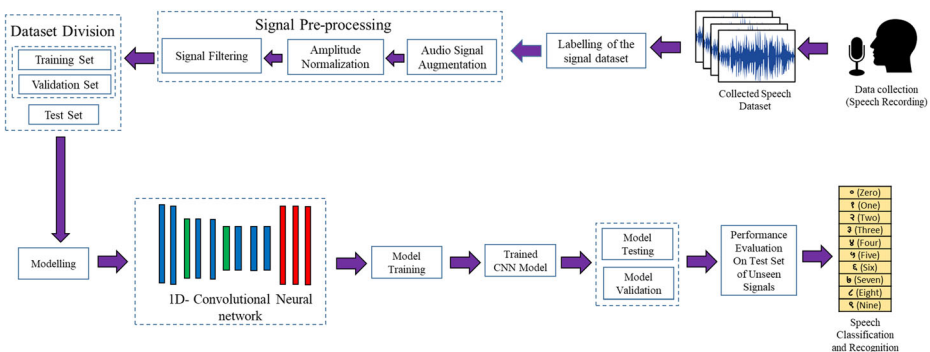 Data collection
(Speech Recording)
Collected Speech
Dataset
Labelling of the
signal dataset
Signal Pre-processing
Audio Signal
Augmentation
Amplitude
Normalization
Signal Filtering
Dataset Division
Training Set
Validation Set
Test Set
Modelling
1D- Convolutional Neural
network
Model
Training
Trained
CNN Model
Model
Testing
Model
Validation
Performance
Evaluation
On Test Set
of Unseen
Signals
० (Zero)
१ (One)
२ (Two)
३ (Three)
४ (Four)
५ (Five)
६ (Six)
७ (Seven)
८ (Eight)
९ (Nine)
Speech
Classification
and Recognition